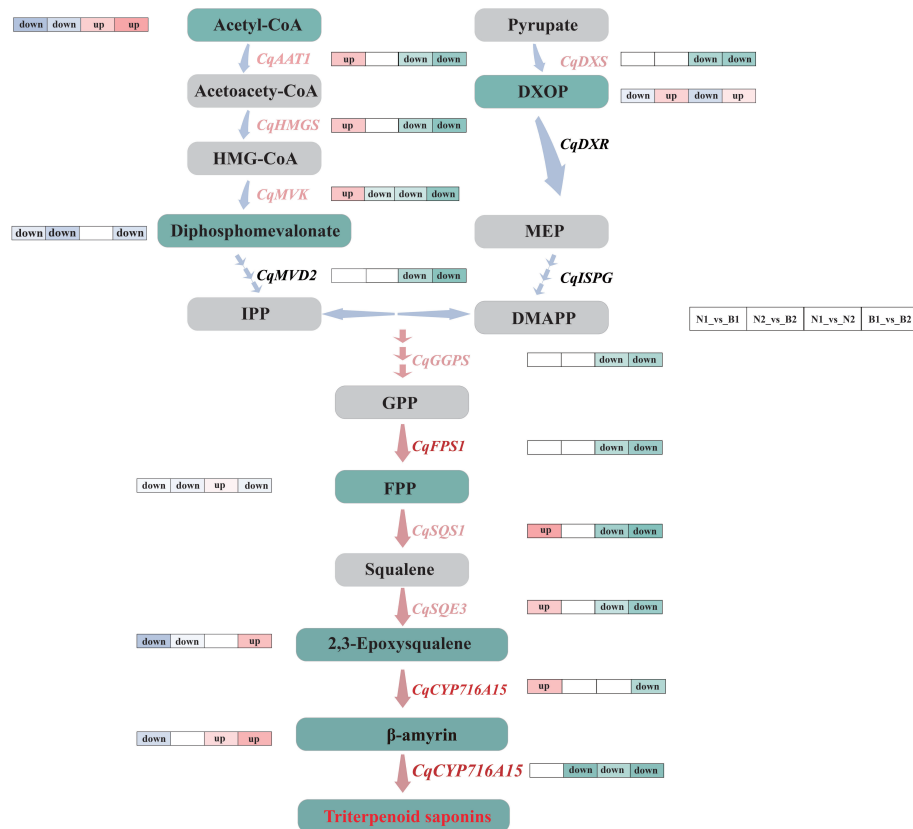 down down up up
Acetyl-CoA
Pyrupate
CqAAT1
up down down
CqDXS
down down
Acetoacety-CoA
DXOP
down up down up
CqHMGS
up down down
CqDXR
HMG-CoA
CqMVK
up down down down
down down down
Diphosphomevalonate
MEP
CqMVD2
down down
CqISPG
IPP
DMAPP
N1_vs_B1 N2_vs_B2 N1_vs_N2 B1_vs_B2
CqGGPS
down down
GPP
CqFPS1
down down
down down up down
FPP
CqSQS1
up down down
Squalene
CqSQE3
up down down
down down up
2,3-Epoxysqualene
CqCYP716A15
up down
down up up
β-amyrin
CqCYP716A15
down down down
Triterpenoid saponins